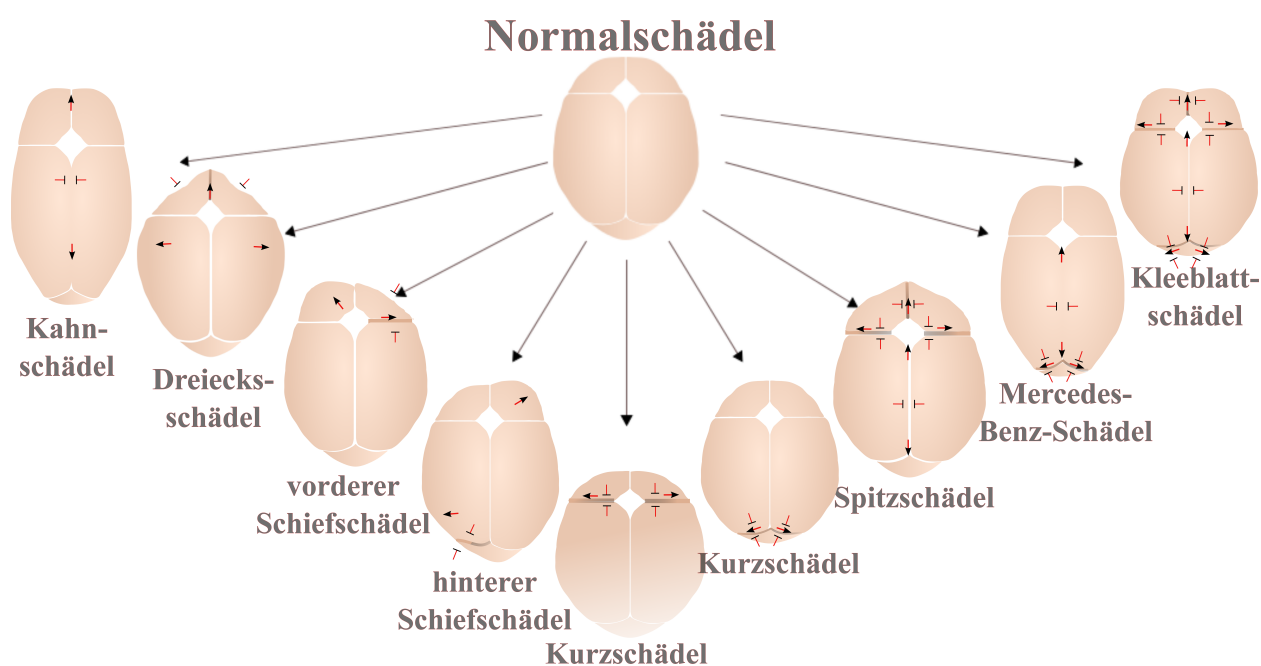 Normalschädel
Kahn-
schädel
Dreiecks-
schädel
vorderer
Schiefschädel
hinterer
Schiefschädel
Kurzschädel
Kurzschädel
Spitzschädel
Mercedes-
Benz-Schädel
Kleeblatt-
schädel